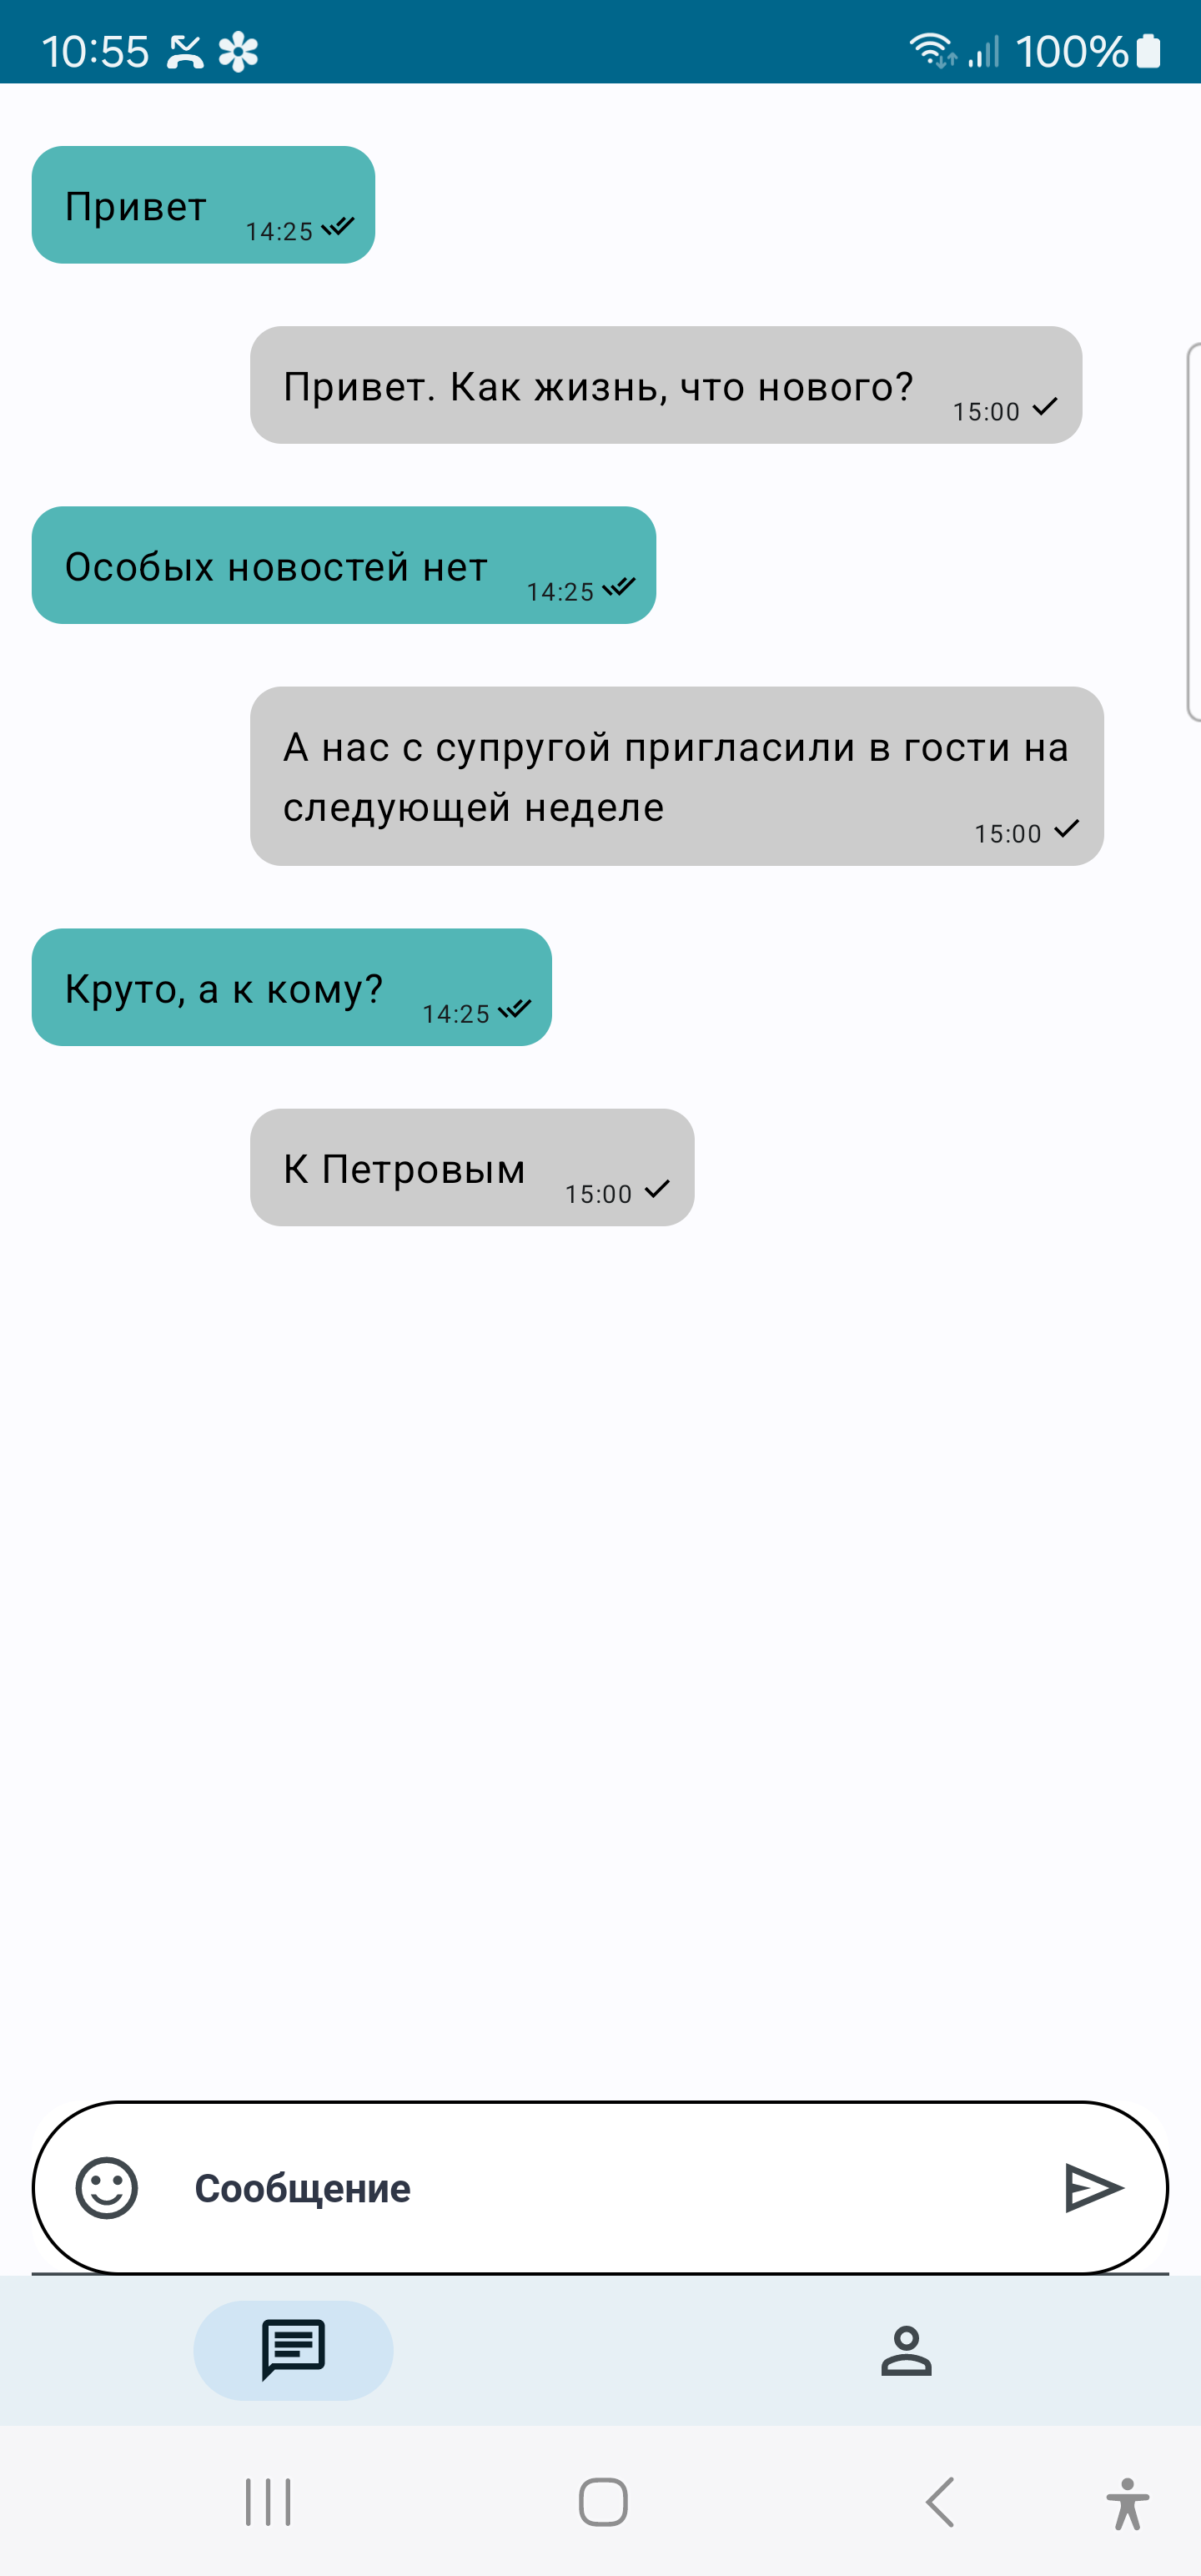 10:55 100%
Привет
14:25
Привет. Как жизнь, что нового?
15:00
Особых новостей нет
14:25
А нас с супругой пригласили в гости на
следующей неделе
15:00
Круто, а к кому?
14:25
К Петровым
15:00
Сообщение